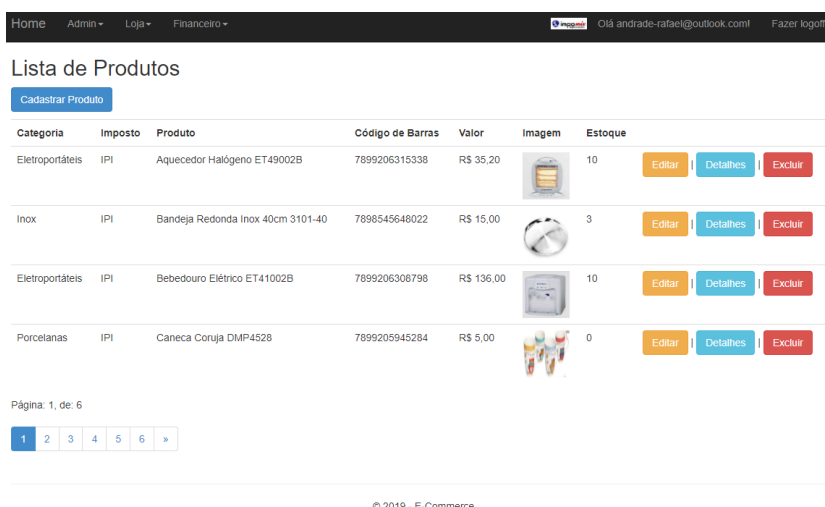 Home Admin Loja Financeiro Olá andrade-rafael@outlook.com! Fazer logoff
Lista de Produtos
Cadastrar Produto
Categoria Imposto Produto Código de Barras Valor Imagem Estoque
Eletroportáteis IPI Aquecedor Halógeno ET49002B 7899206315338 R$ 35,20 10 Editar | Detalhes | Excluir
Inox IPI Bandeja Redonda Inox 40cm 3101-40 7898545648022 R$ 15,00 3 Editar | Detalhes | Excluir
Eletroportáteis IPI Bebedouro Elétrico ET41002B 7899206308798 R$ 136,00 10 Editar | Detalhes | Excluir
Porcelanas IPI Caneca Coruja DMP4528 7899205945284 R$ 5,00 0 Editar | Detalhes | Excluir
Página: 1, de: 6
1 2 3 4 5 6 »
© 2019 - E-Commerce